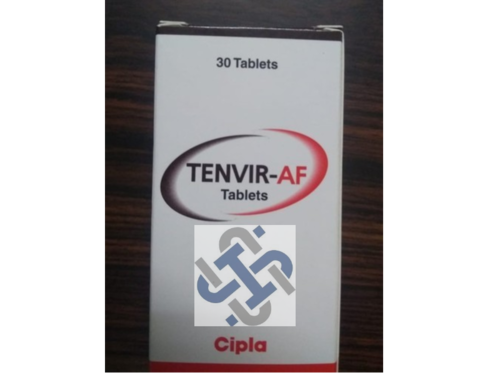 30 Tablets
TENVIR-AF
Tablets
Cipla